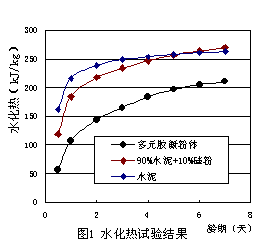 水化热（kJ/kg）
300
250
200
150
100
50
0
多元胶凝粉体
90%水泥+10%硅粉
水泥
0
2
4
6
8
龄期（天）
图1 水化热试验结果